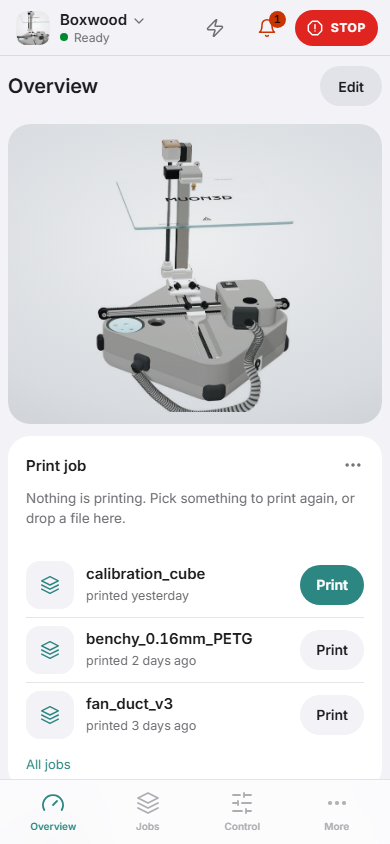 Boxwood
Ready
1
STOP
Overview
Edit
MUON3D
Print job
Nothing is printing. Pick something to print again, or
drop a file here.
calibration_cube
printed yesterday
Print
benchy_0.16mm_PETG
printed 2 days ago
Print
fan_duct_v3
printed 3 days ago
Print
All jobs
Overview
Jobs
Control
More